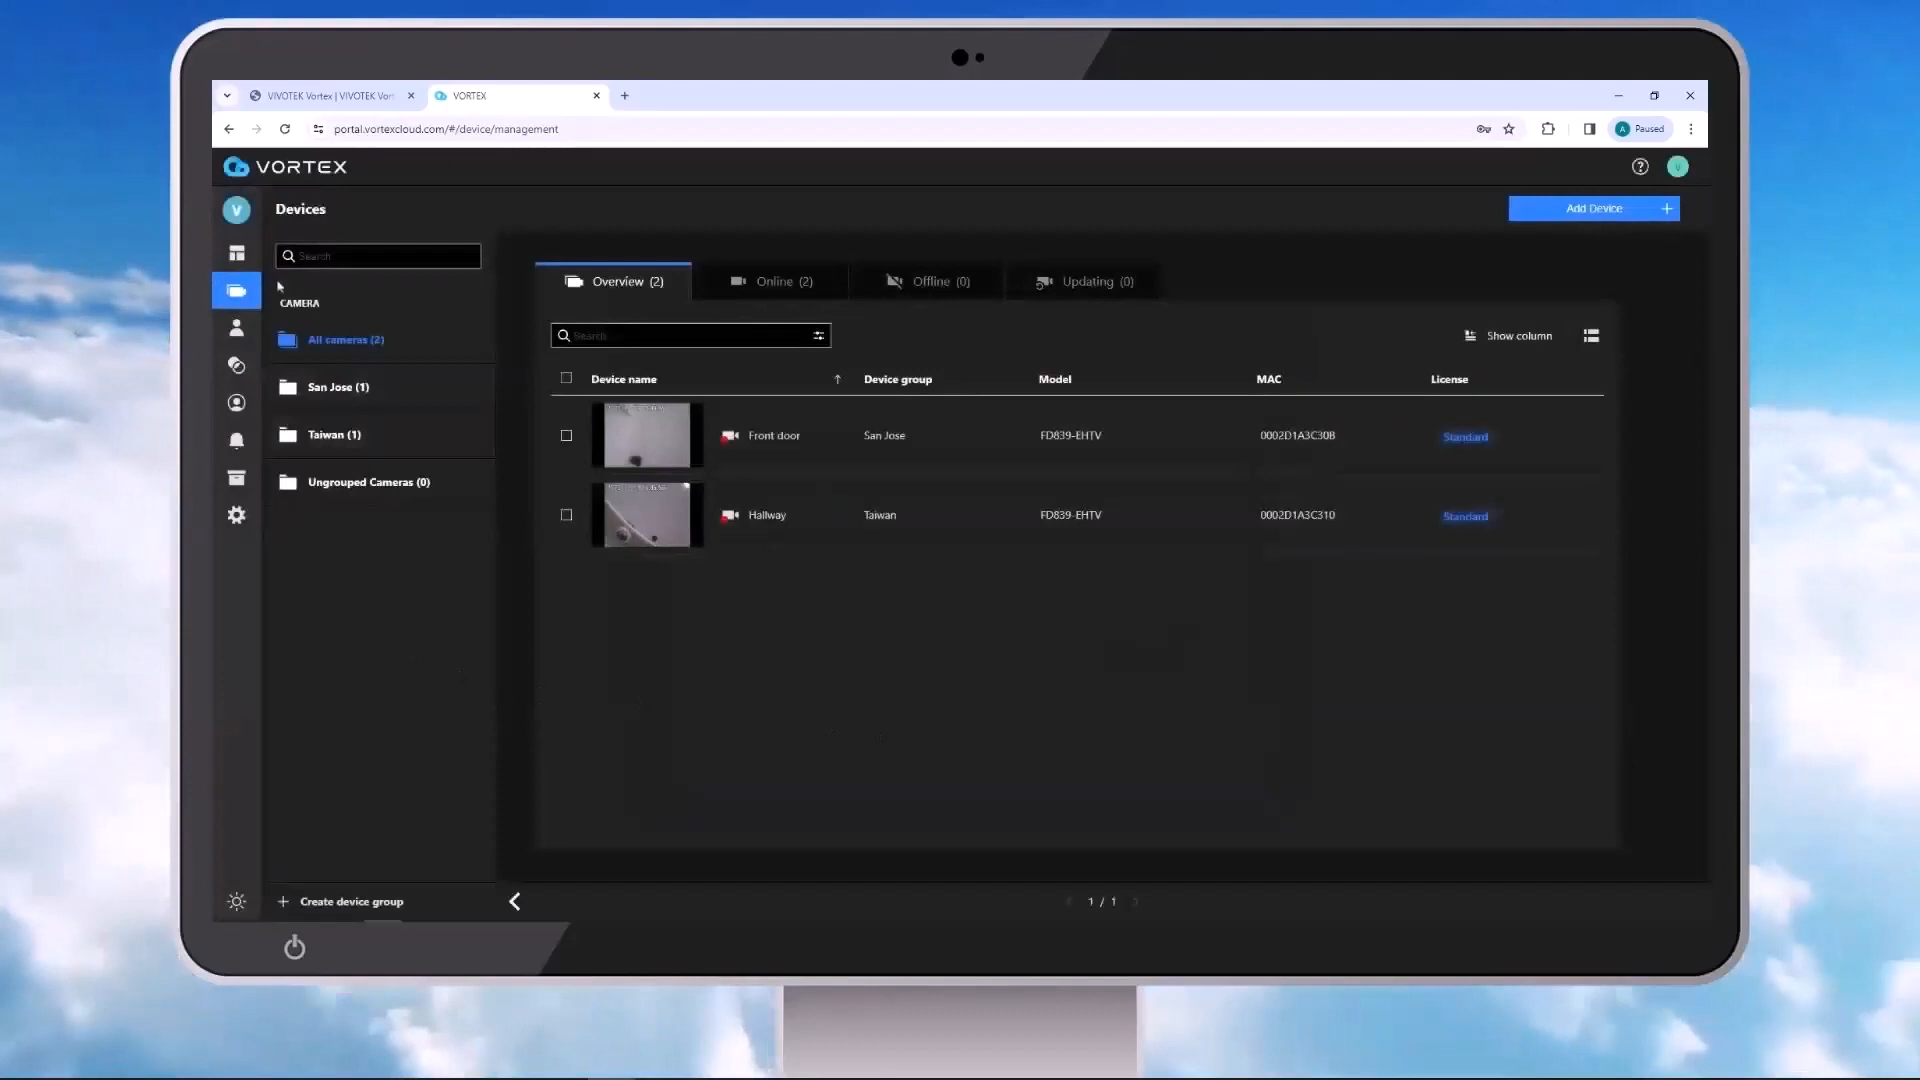 VIVOTEK Vortex | VIVOTEK Vort
VORTEX
portal.vortexcloud.com/#/device/management
A Paused
VORTEX
V
V
Devices
Add Device +
Search
CAMERA
All cameras (2)
San Jose (1)
Taiwan (1)
Ungrouped Cameras (0)
Create device group
Overview (2)
Online (2)
Offline (0)
Updating (0)
Search
Show column
Device name Device group Model MAC License
Front door San Jose FD839-EHTV 0002D1A3C30B Standard
Hallway Taiwan FD839-EHTV 0002D1A3C310 Standard
1 / 1